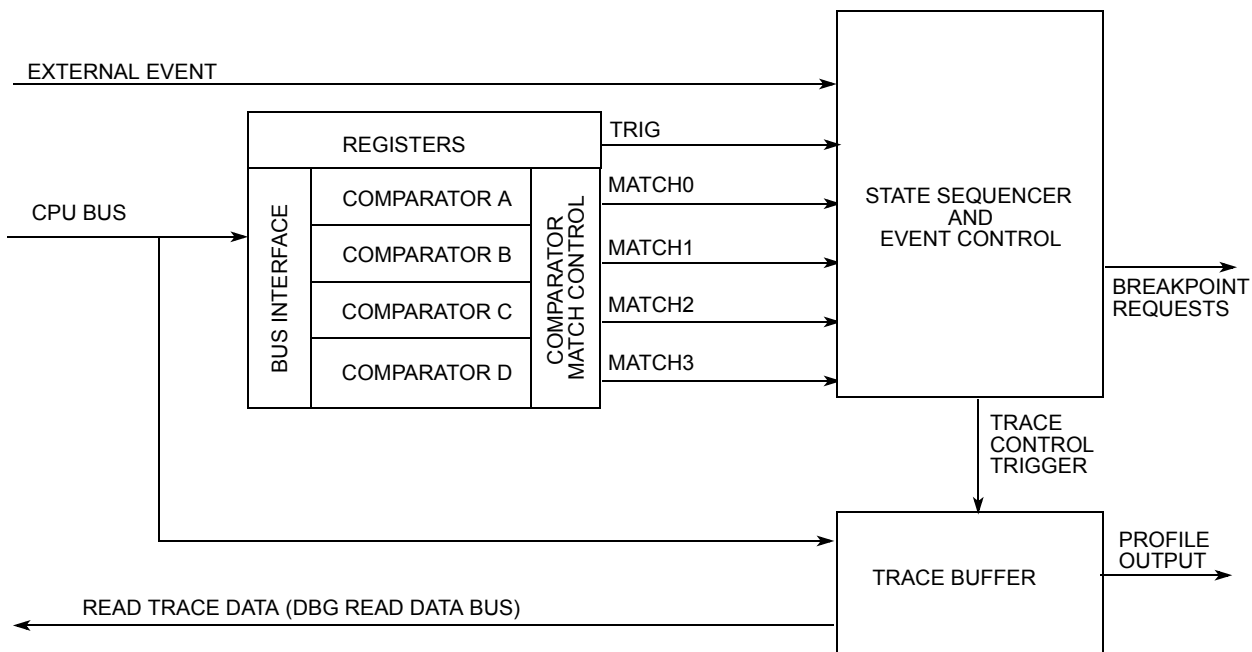 EXTERNAL EVENT
REGISTERS
TRIG
CPU BUS
BUS INTERFACE
COMPARATOR A
COMPARATOR B
COMPARATOR C
COMPARATOR D
COMPARATOR
MATCH CONTROL
MATCH0
MATCH1
MATCH2
MATCH3
STATE SEQUENCER
AND
EVENT CONTROL
BREAKPOINT
REQUESTS
TRACE
CONTROL
TRIGGER
TRACE BUFFER
PROFILE
OUTPUT
READ TRACE DATA (DBG READ DATA BUS)